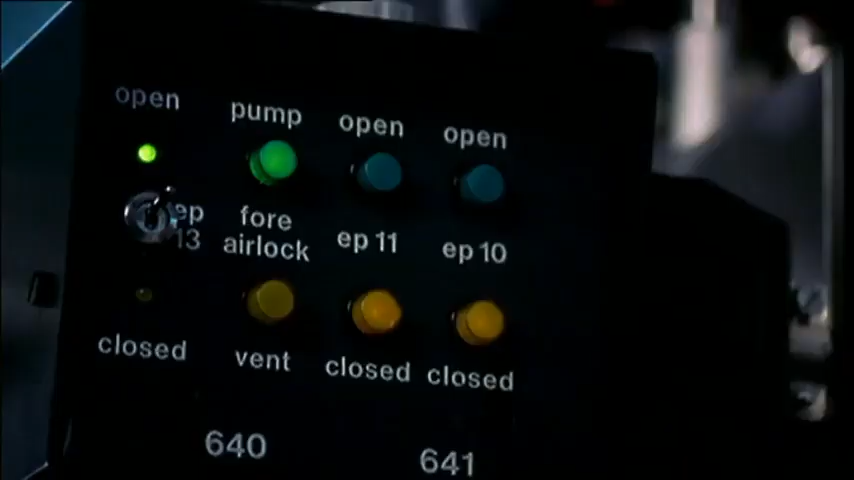 open pump open open
ep 13
fore airlock
ep 11
ep 10
closed vent closed closed
640 641